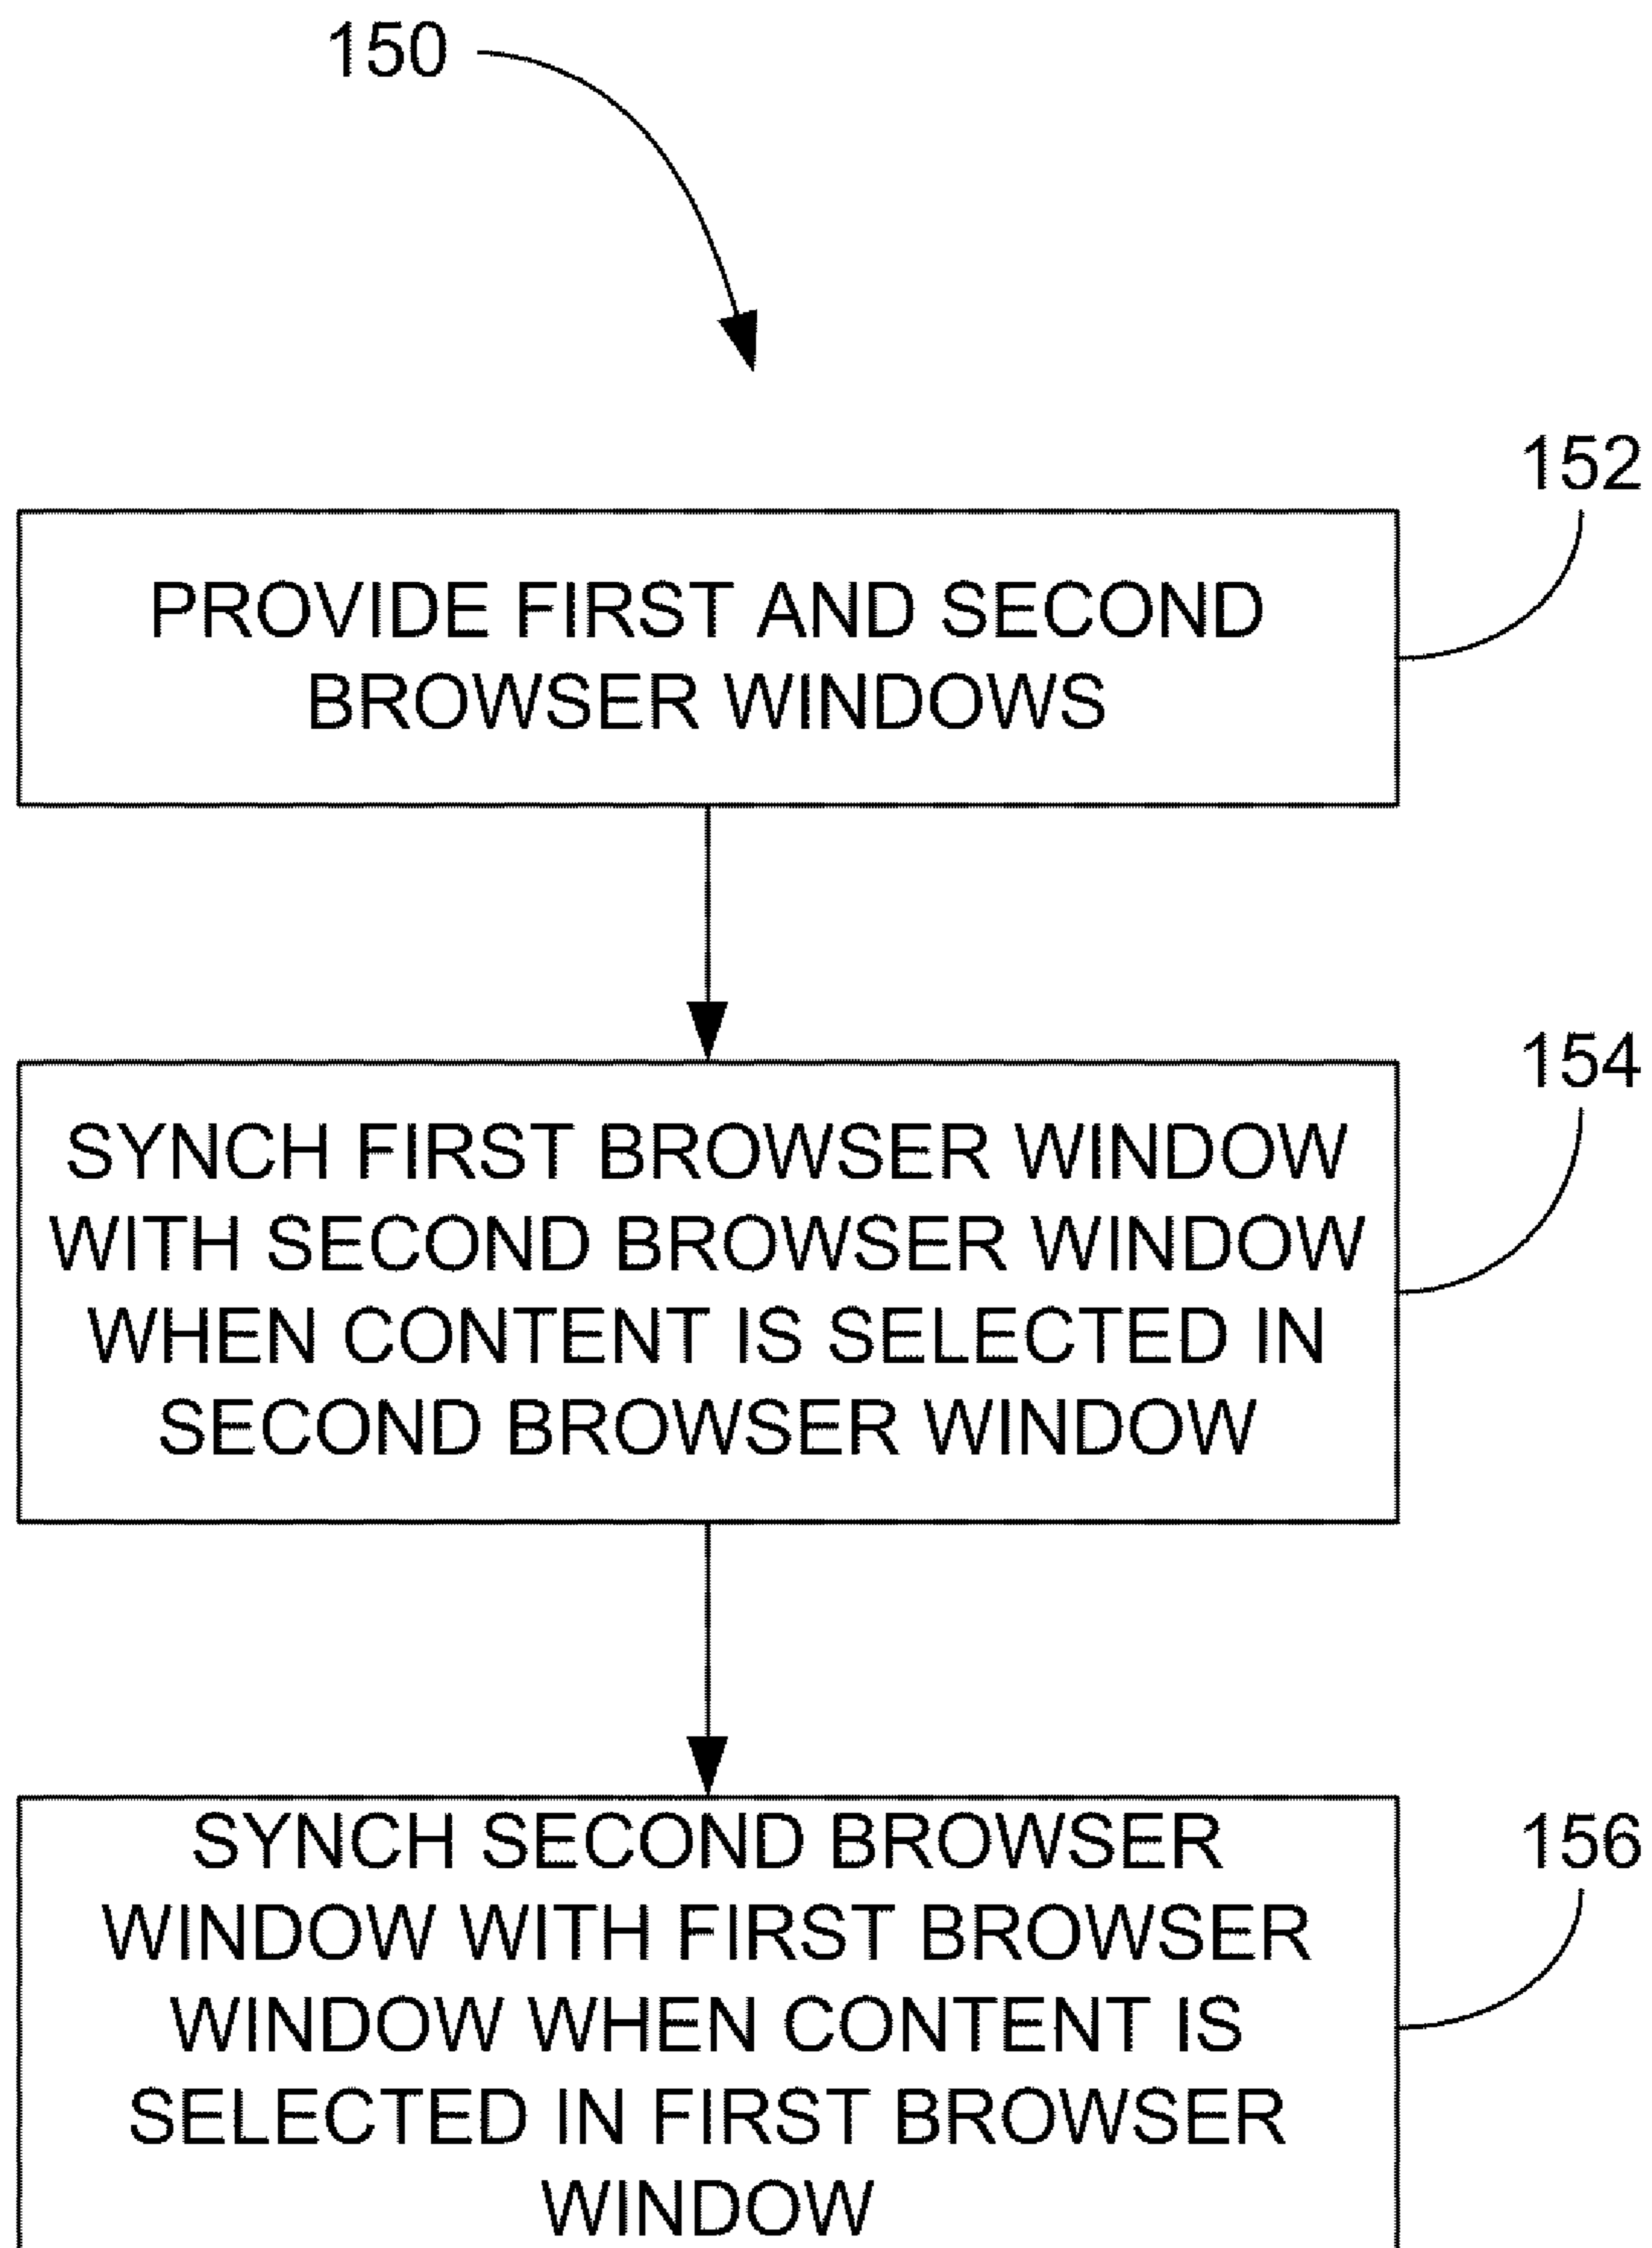 150
152
PROVIDE FIRST AND SECOND
BROWSER WINDOWS
154
SYNCH FIRST BROWSER WINDOW
WITH SECOND BROWSER WINDOW
WHEN CONTENT IS SELECTED IN
SECOND BROWSER WINDOW
156
SYNCH SECOND BROWSER
WINDOW WITH FIRST BROWSER
WINDOW WHEN CONTENT IS
SELECTED IN FIRST BROWSER
WINDOW